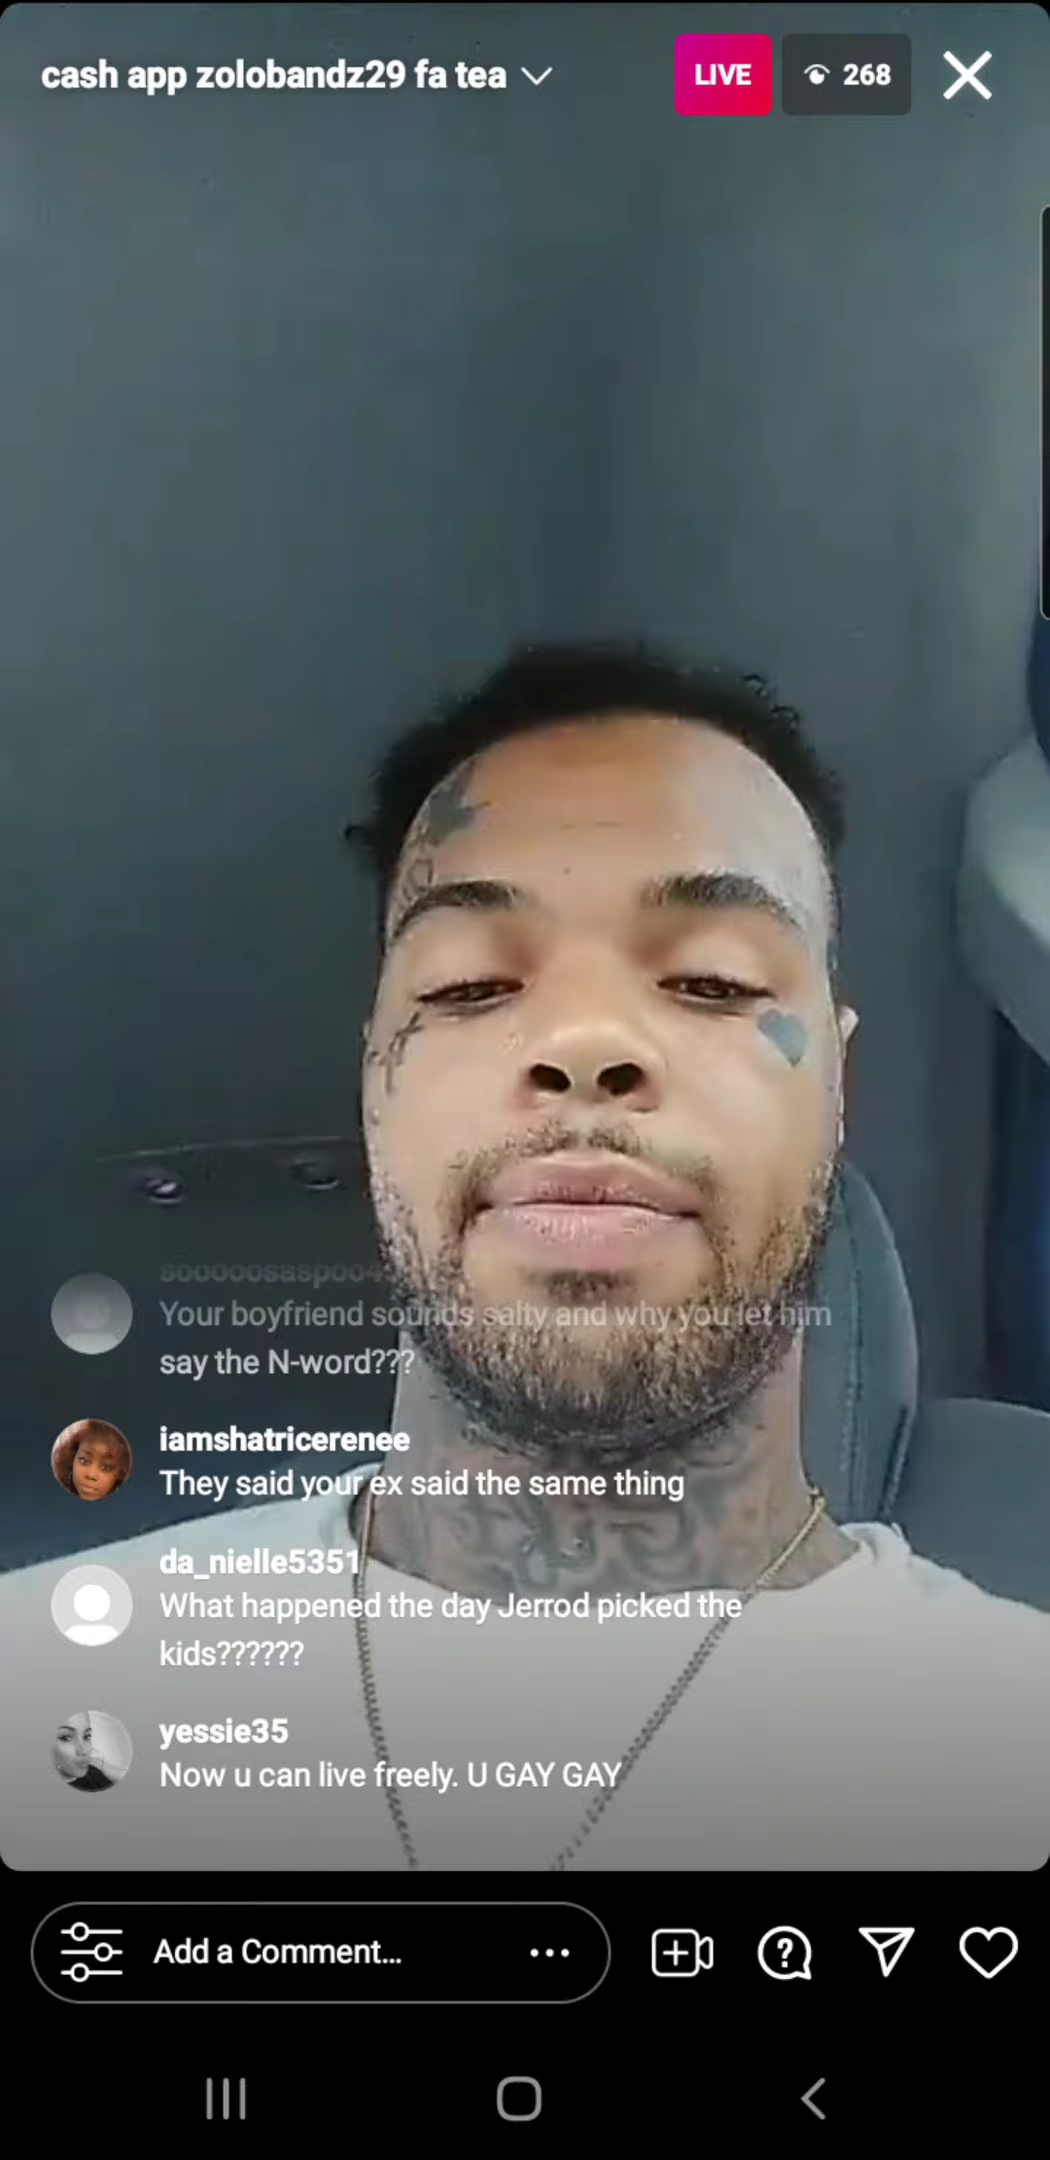 cash app zolobandz29 fa tea
LIVE
268
sooooosaspoo4
Your boyfriend sounds salty and why you let him
say the N-word???
iamshatricerenee
They said your ex said the same thing
da_nielle5351
What happened the day Jerrod picked the
kids??????
yessie35
Now u can live freely. U GAY GAY
Add a Comment...